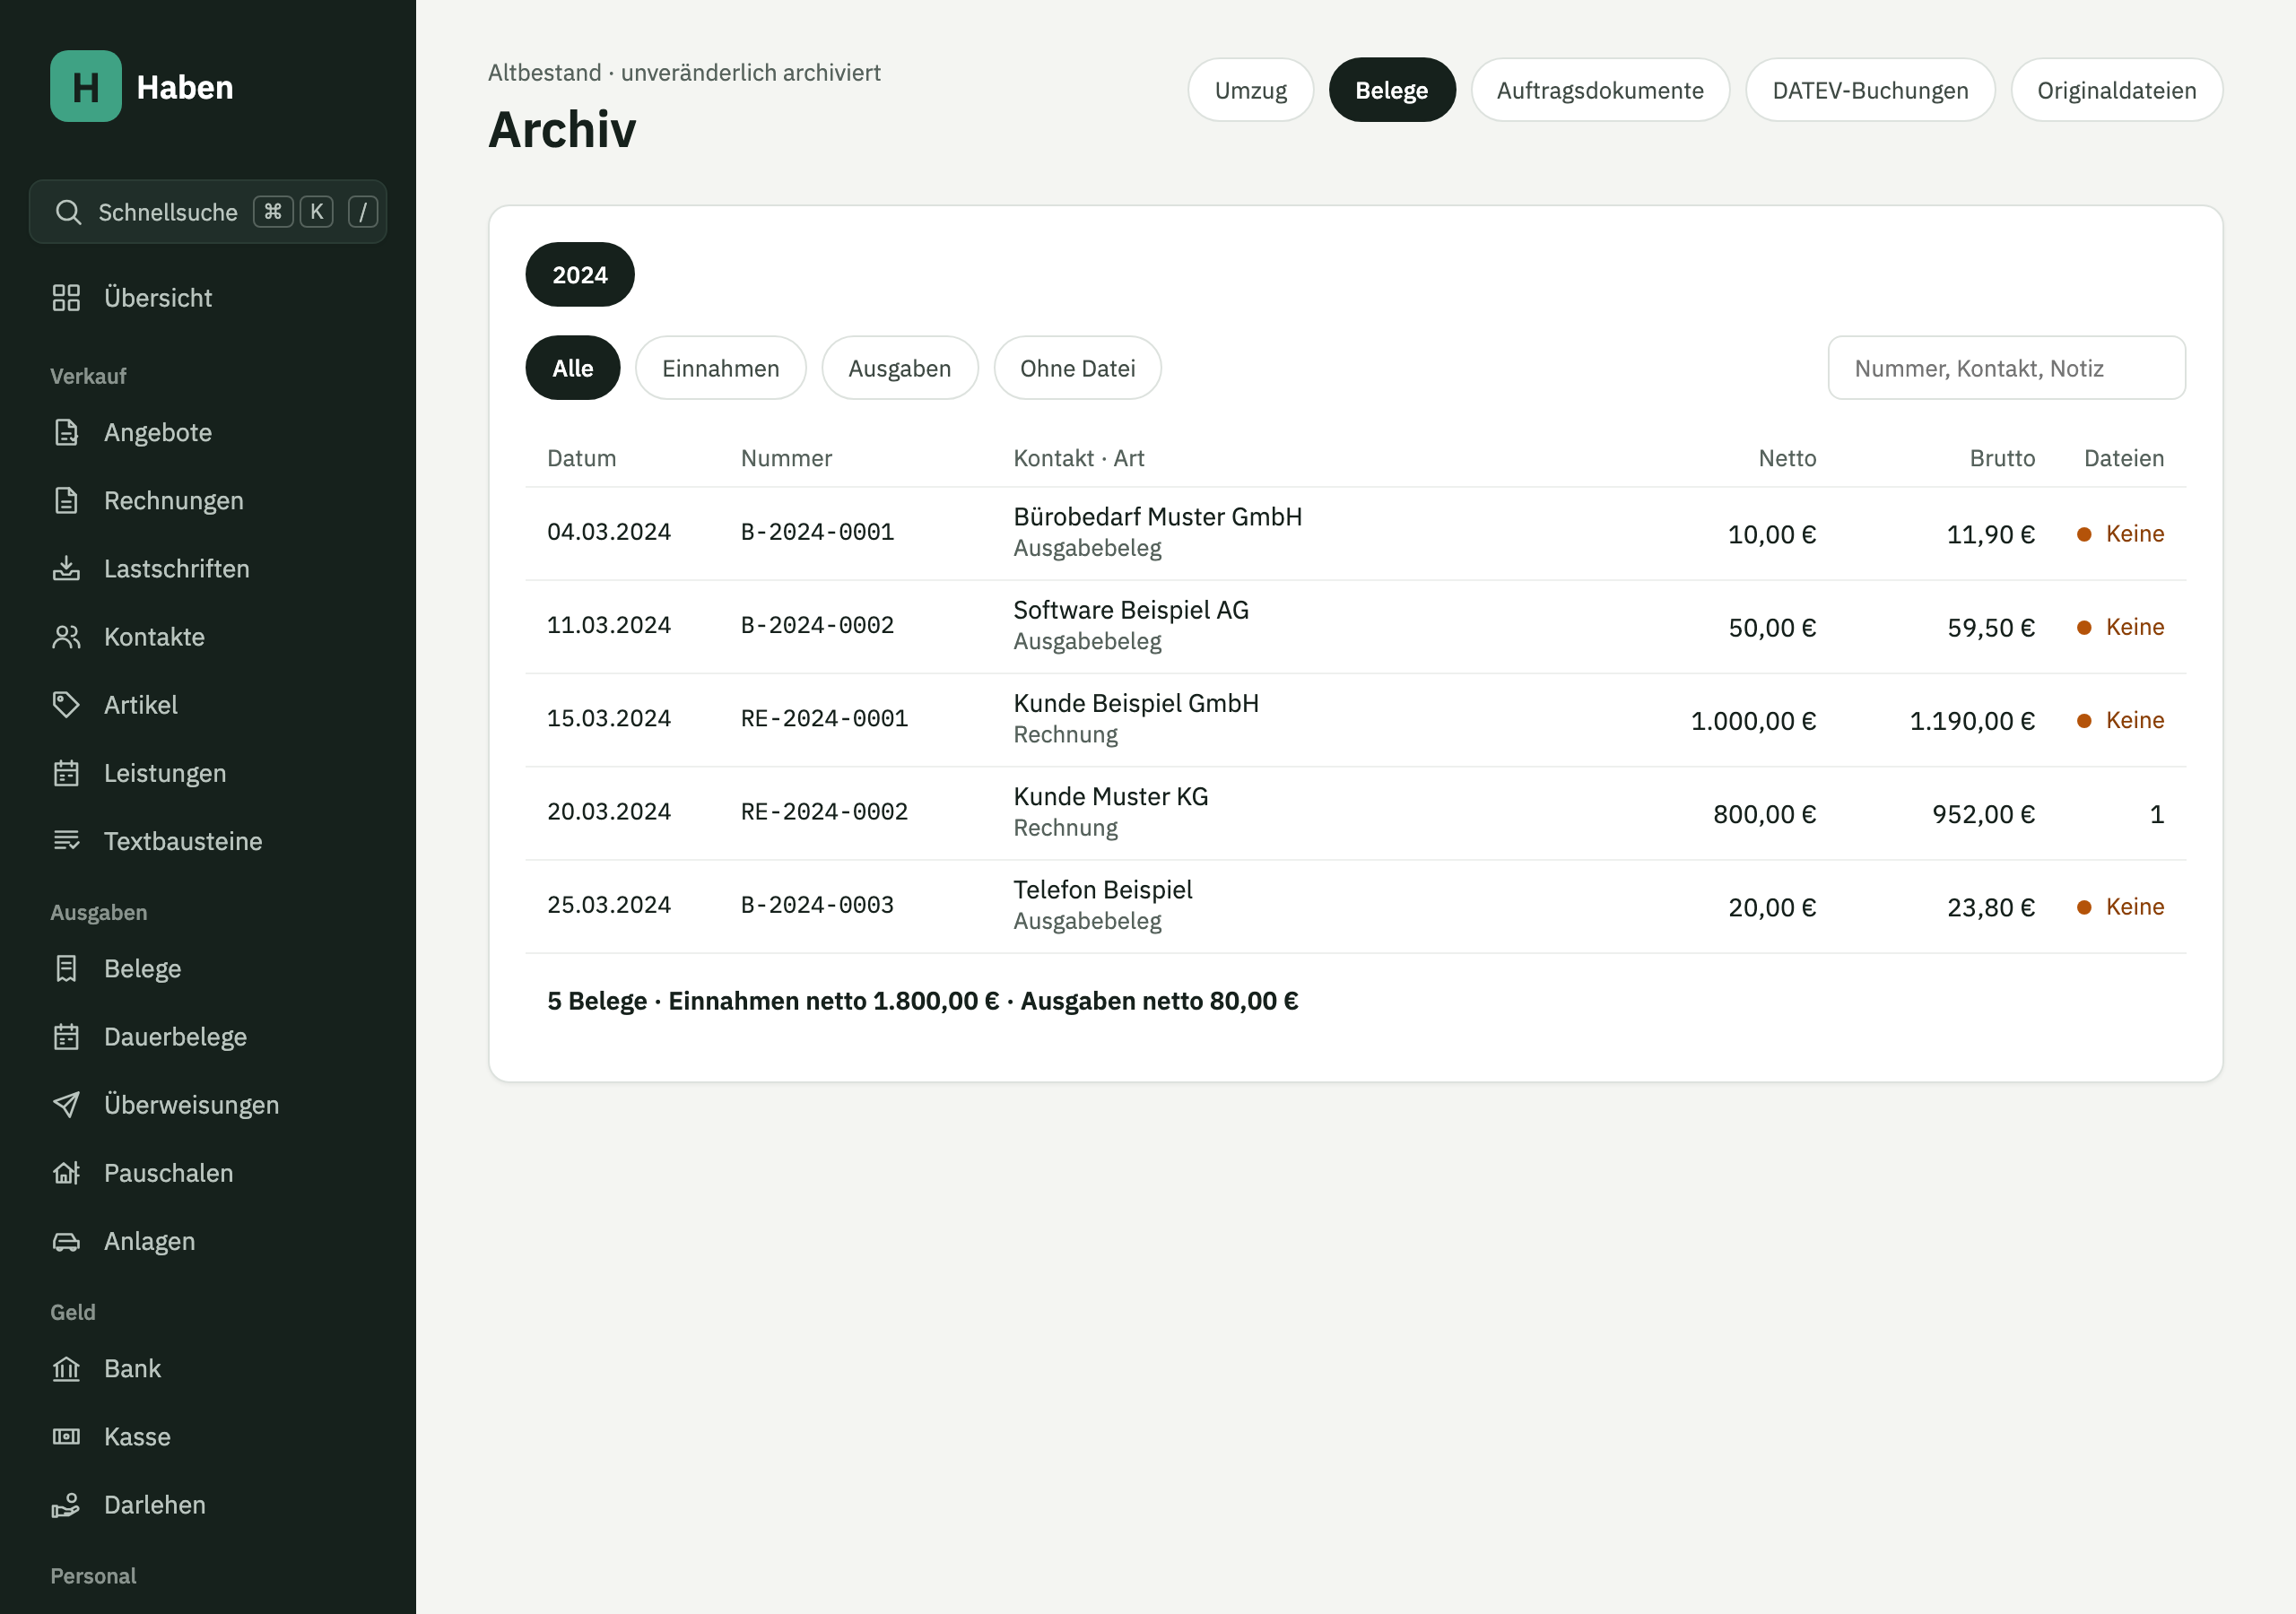 H Haben
Schnellsuche ⌘ K /
Übersicht
Verkauf
Angebote
Rechnungen
Lastschriften
Kontakte
Artikel
Leistungen
Textbausteine
Ausgaben
Belege
Dauerbelege
Überweisungen
Pauschalen
Anlagen
Geld
Bank
Kasse
Darlehen
Personal
Altbestand · unveränderlich archiviert
Archiv
Umzug Belege Auftragsdokumente DATEV-Buchungen Originaldateien
2024
Alle Einnahmen Ausgaben Ohne Datei Nummer, Kontakt, Notiz
Datum Nummer Kontakt · Art Netto Brutto Dateien
04.03.2024 B-2024-0001 Bürobedarf Muster GmbH 10,00 € 11,90 € Keine
Ausgabebeleg
11.03.2024 B-2024-0002 Software Beispiel AG 50,00 € 59,50 € Keine
Ausgabebeleg
15.03.2024 RE-2024-0001 Kunde Beispiel GmbH 1.000,00 € 1.190,00 € Keine
Rechnung
20.03.2024 RE-2024-0002 Kunde Muster KG 800,00 € 952,00 € 1
Rechnung
25.03.2024 B-2024-0003 Telefon Beispiel 20,00 € 23,80 € Keine
Ausgabebeleg
5 Belege · Einnahmen netto 1.800,00 € · Ausgaben netto 80,00 €